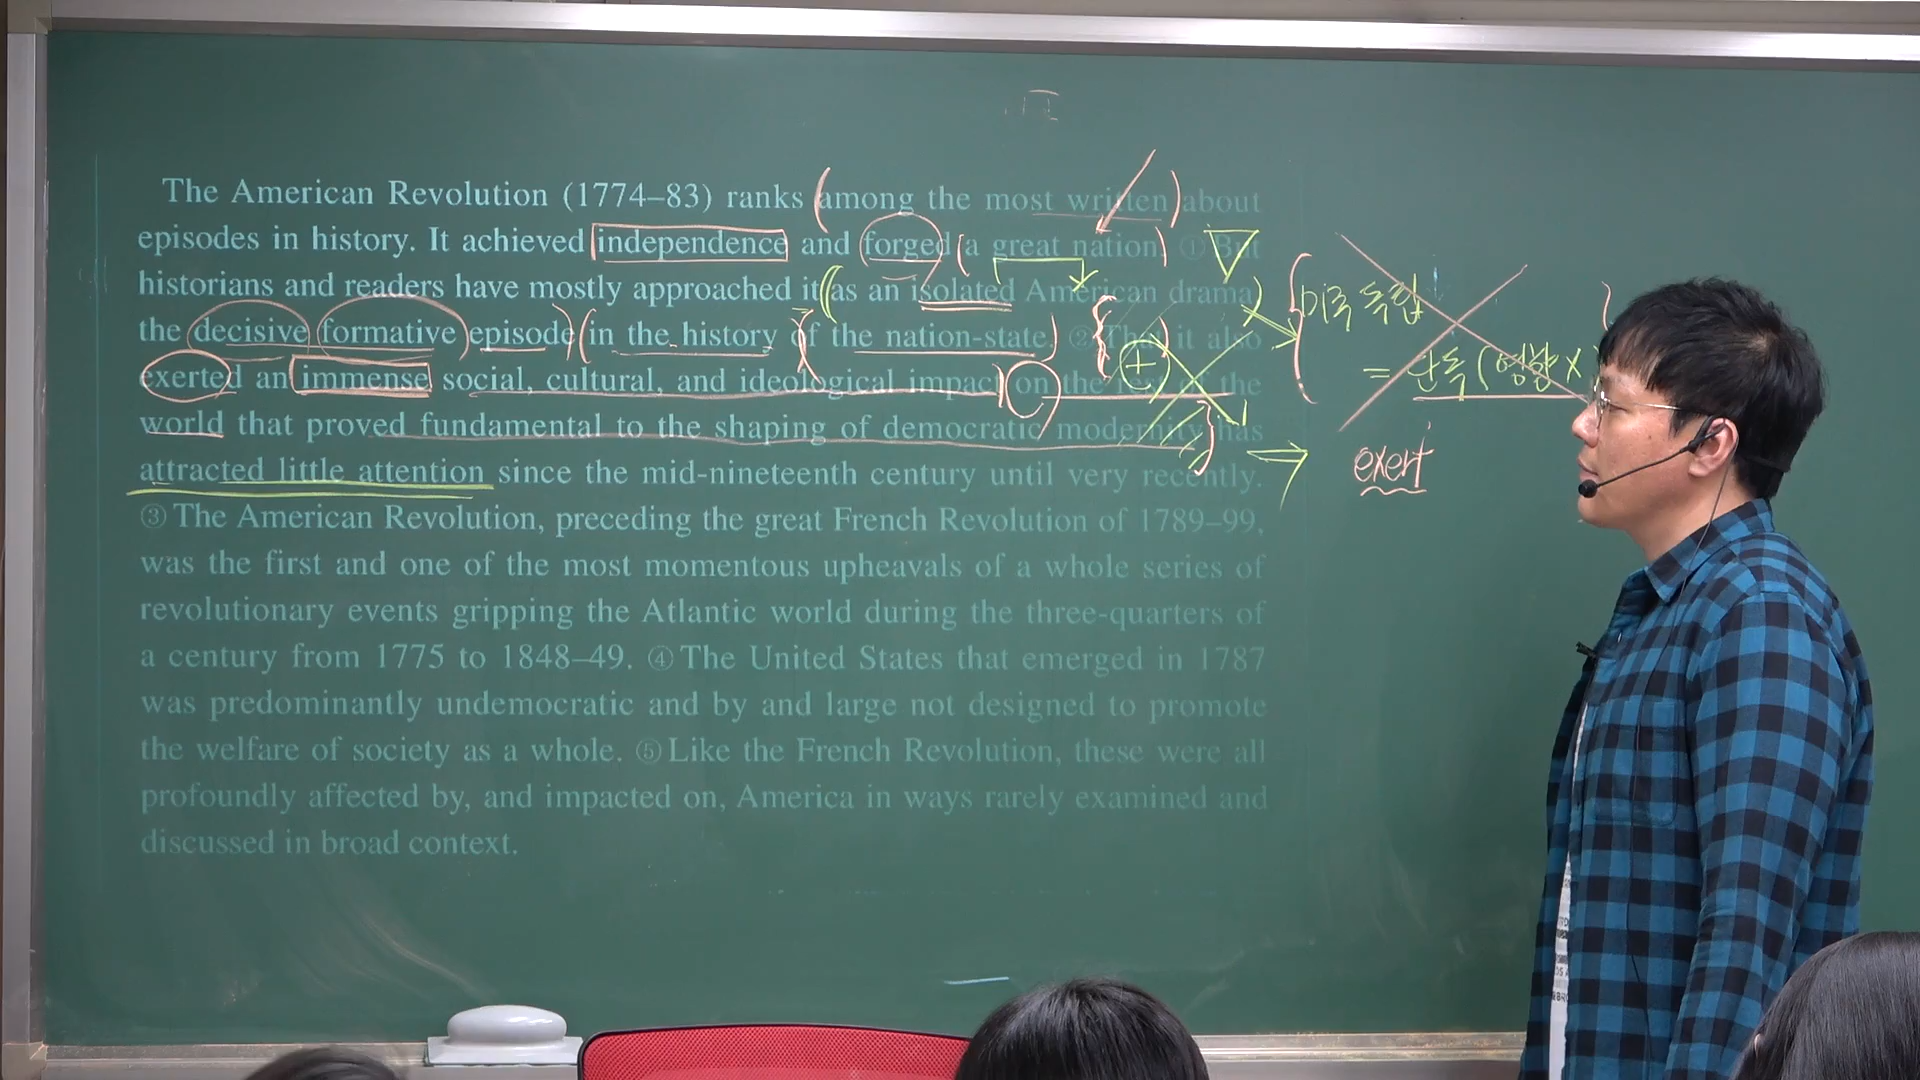 The American Revolution (1774–83) ranks among the most written about
episodes in history. It achieved independence and forged a great nation. ① But
historians and readers have mostly approached it as an isolated American drama,
the decisive formative episode in the history of the nation-state. ② That it also
exerted an immense social, cultural, and ideological impact on the rest of the
world that proved fundamental to the shaping of democratic modernity has
attracted little attention since the mid-nineteenth century until very recently.
③ The American Revolution, preceding the great French Revolution of 1789–99,
was the first and one of the most momentous upheavals of a whole series of
revolutionary events gripping the Atlantic world during the three-quarters of
a century from 1775 to 1848–49. ④ The United States that emerged in 1787
was predominantly undemocratic and by and large not designed to promote
the welfare of society as a whole. ⑤ Like the French Revolution, these were all
profoundly affected by, and impacted on, America in ways rarely examined and
discussed in broad context.
미국 독립
= 단독 (영향 X)
exert